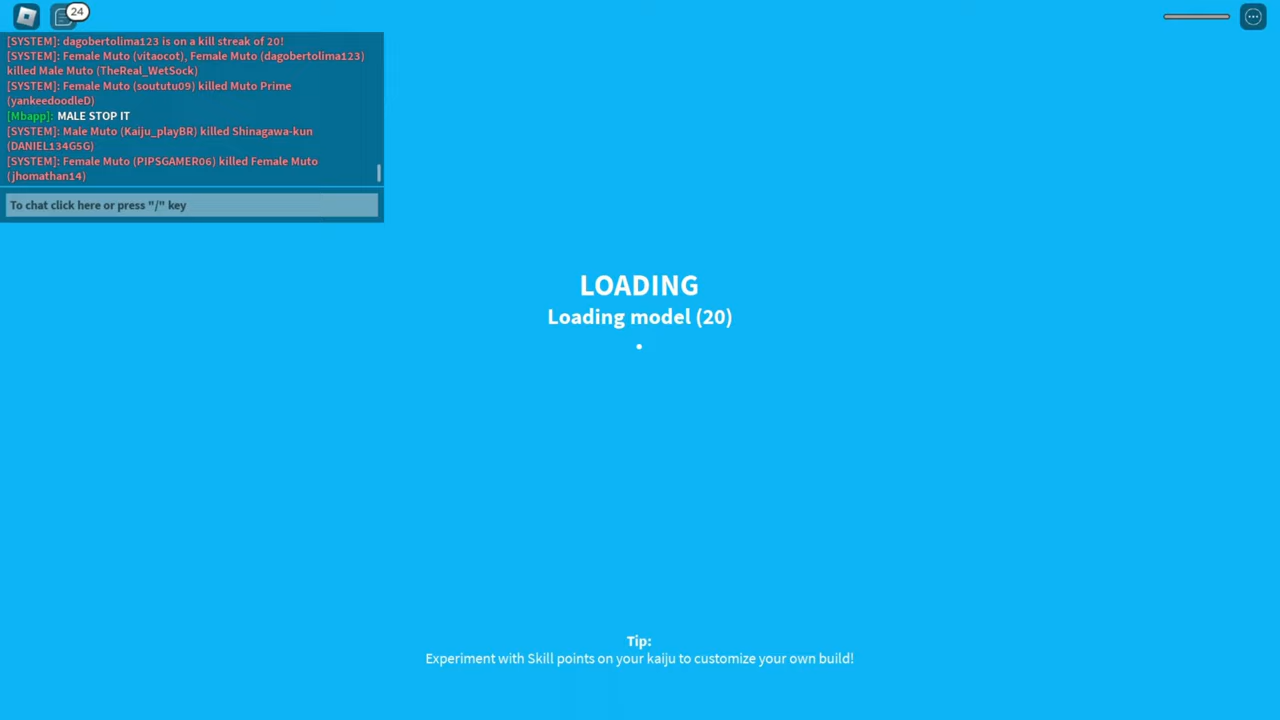 24
[SYSTEM]: dagobertolima123 is on a kill streak of 20!
[SYSTEM]: Female Muto (vitaocot), Female Muto (dagobertolima123)
killed Male Muto (TheReal_WetSock)
[SYSTEM]: Female Muto (soututu09) killed Muto Prime
(yankeedoodleD)
[Mbapp]: MALE STOP IT
[SYSTEM]: Male Muto (Kaiju_playBR) killed Shinagawa-kun
(DANIEL134G5G)
[SYSTEM]: Female Muto (PIPSGAMER06) killed Female Muto
(jhomathan14)
To chat click here or press "/" key
LOADING
Loading model (20)
Tip:
Experiment with Skill points on your kaiju to customize your own build!